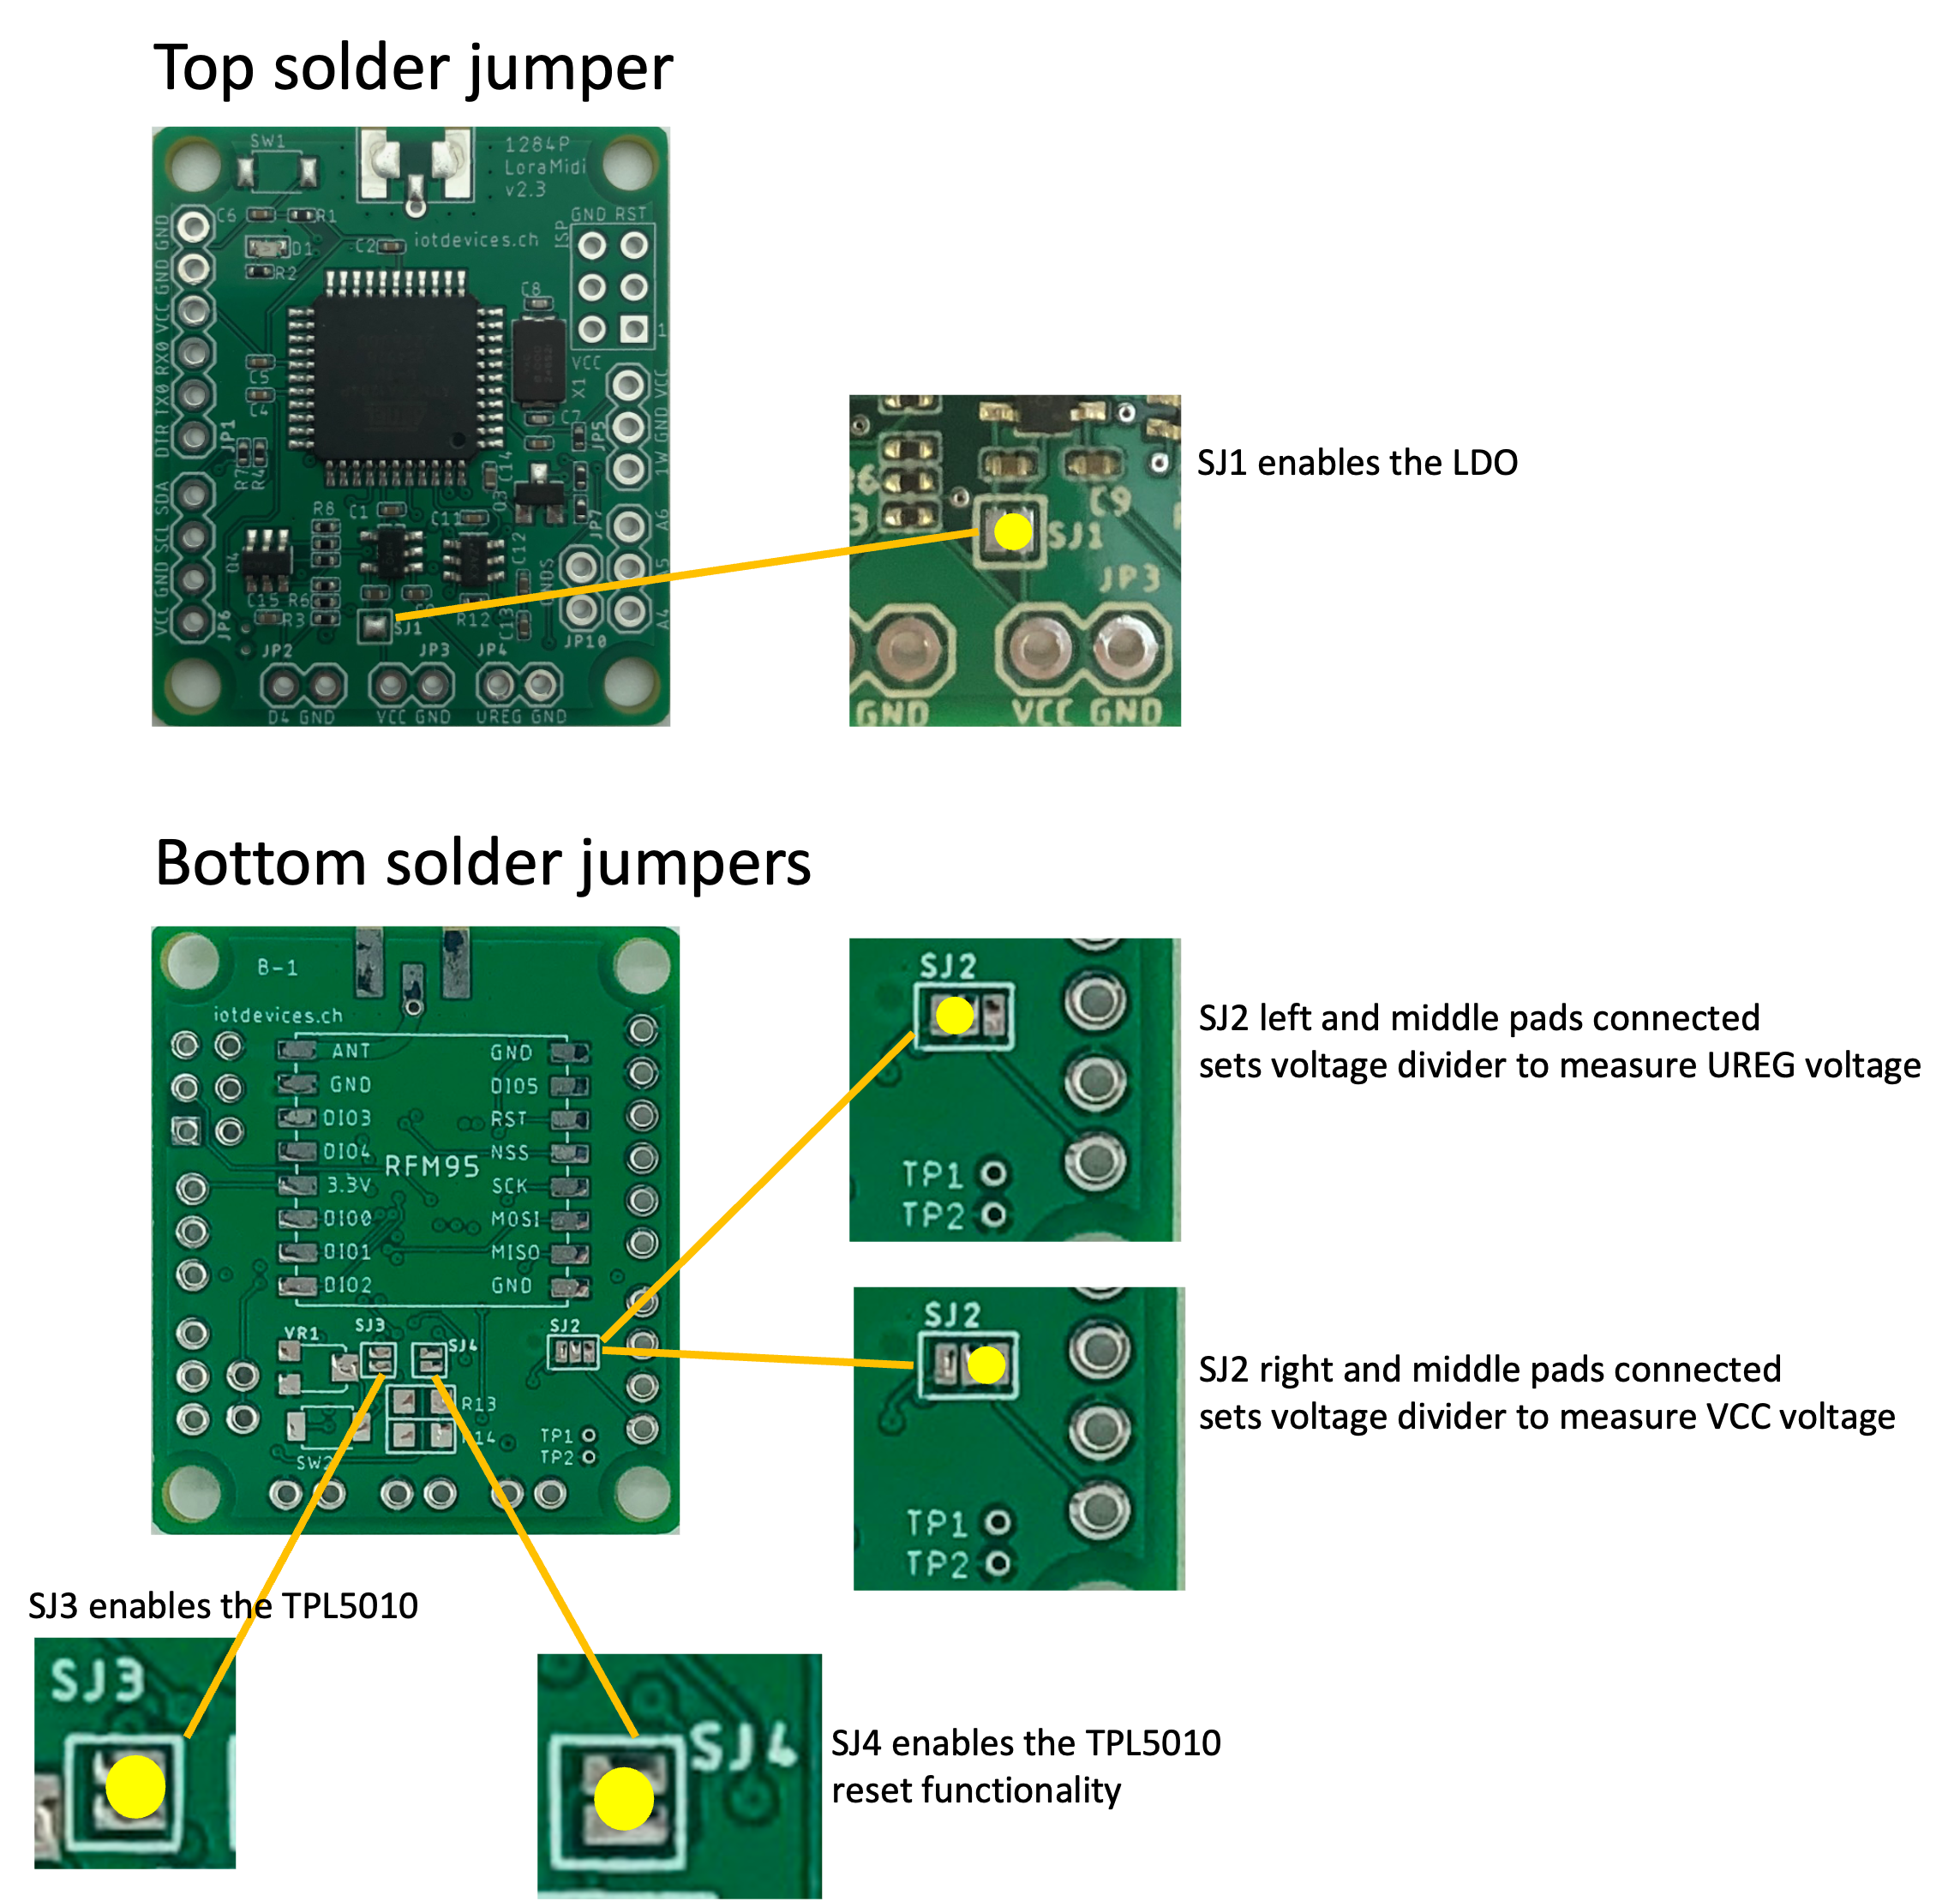 Top solder jumper
SW1
1284P
LoraMidi
v2.3
GND RST
ISP
C6
R1
iotdevices.ch
C2
D1
R2
GND
GND
VCC
RX0
TX0
DTR
JP1
C8
1
VCC
X1
C5
C4
C7
VCC
GND
1W
JP5
R7
R4
C14
Q3
SDA
SCL
GND
VCC
JP6
R8
C1
C11
JP7
A6
A4
Q4
C12
GNDS
C15
R6
R3
SJ1
C9
R12
C13
JP10
JP2
JP3
JP4
D4 GND
VCC GND
UREG GND
C9
SJ1
JP3
GND
VCC GND
SJ1 enables the LDO
Bottom solder jumpers
B-1
iotdevices.ch
ANT
GND
GND
DIO5
DIO3
RST
DIO4
NSS
RFM95
3.3V
SCK
DIO0
MOSI
DIO1
MISO
DIO2
GND
VR1
SJ3
SJ4
SJ2
R13
TP1
TP2
SJ2
TP1
TP2
SJ2 left and middle pads connected
sets voltage divider to measure UREG voltage
SJ2
TP1
TP2
SJ2 right and middle pads connected
sets voltage divider to measure VCC voltage
SJ3 enables the TPL5010
SJ3
SJ4
SJ4 enables the TPL5010
reset functionality